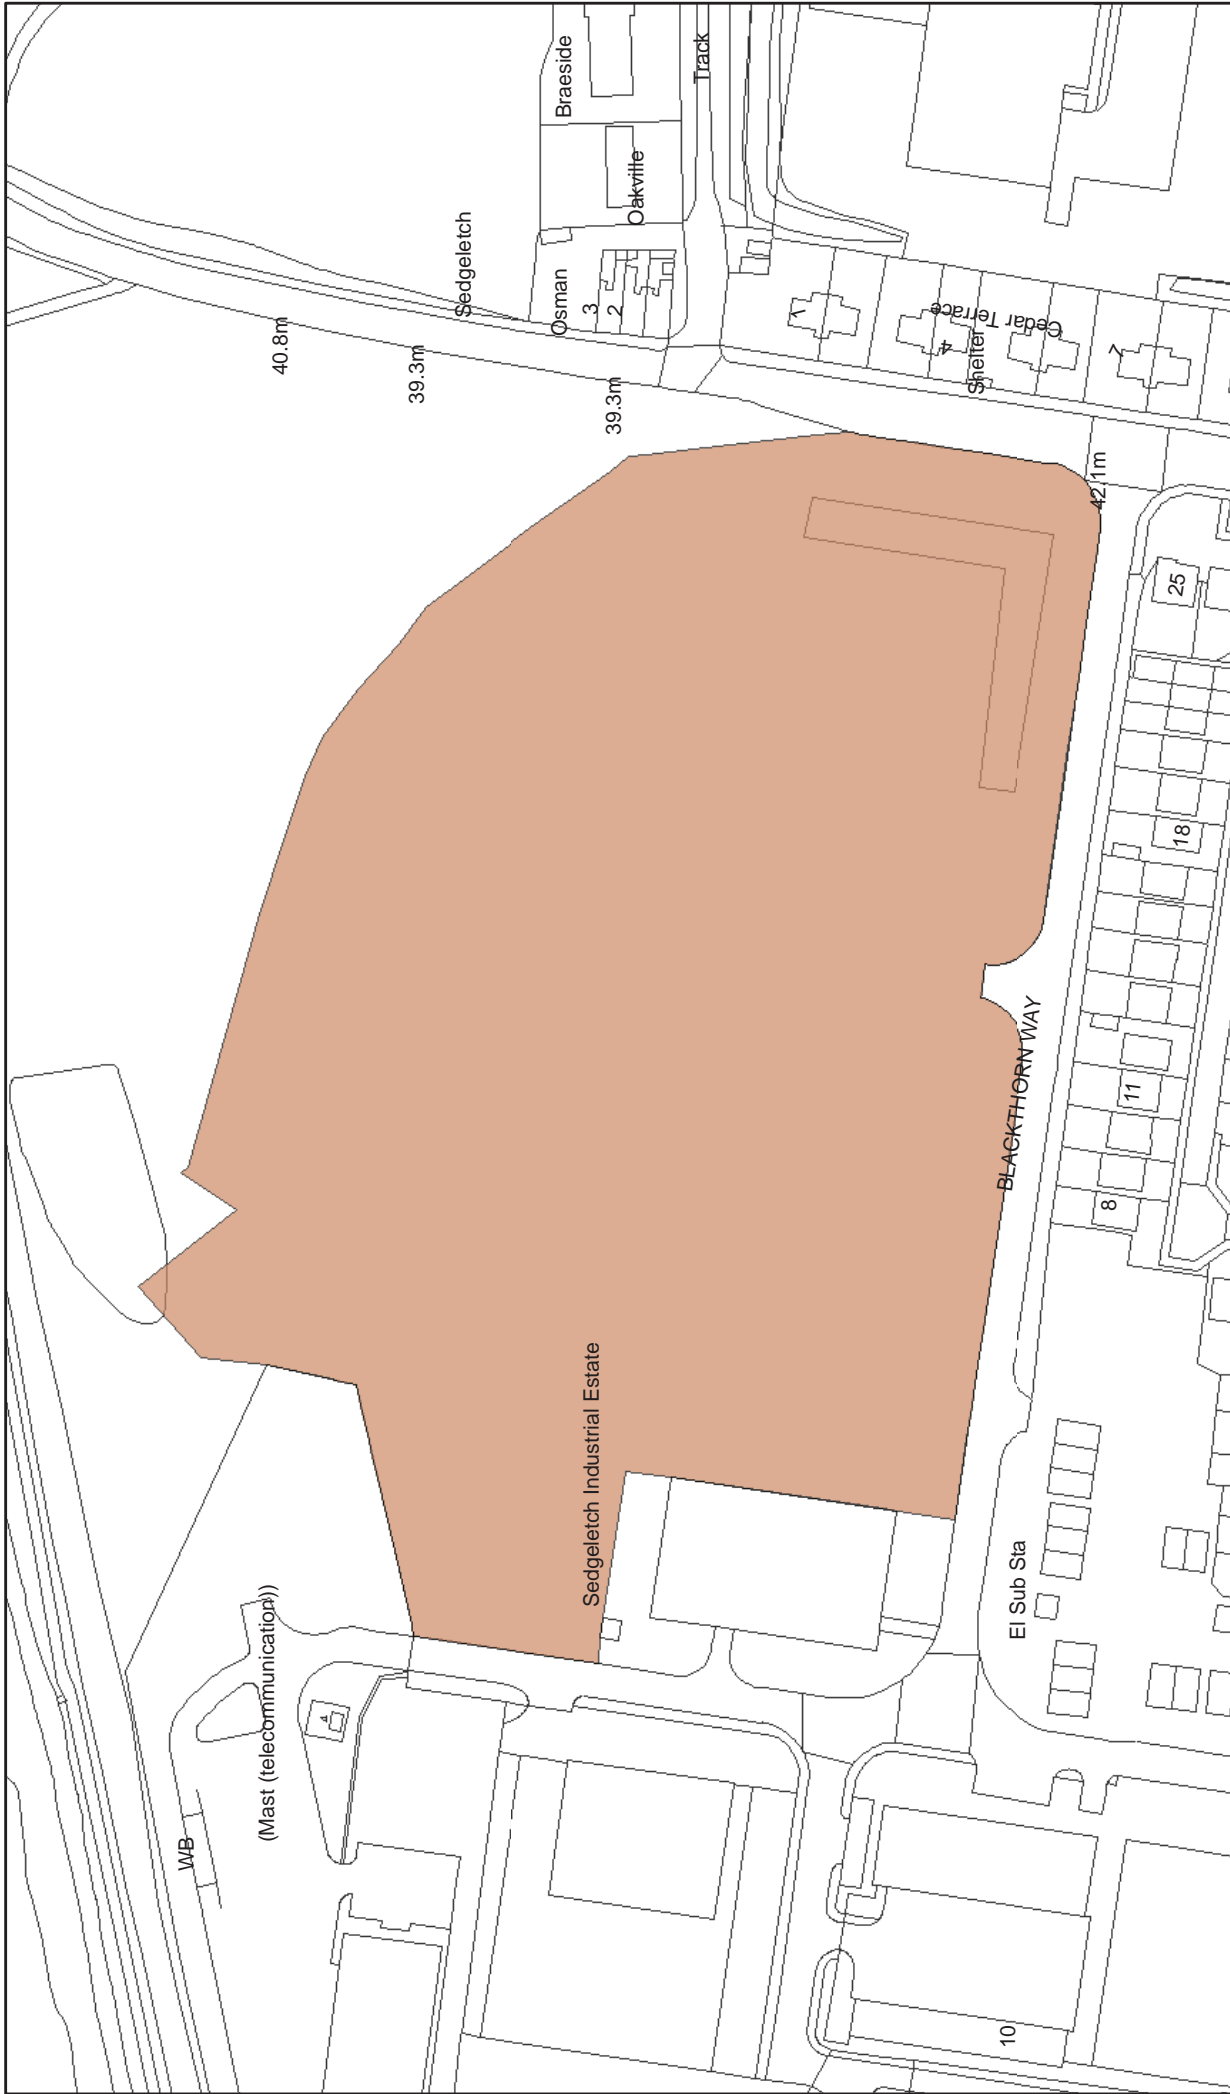 Braeside
Track
Oakville
Sedgeletch
Osman
3
2
40.8m
39.3m
39.3m
1
Cedar Terrace
4
Shelter
7
42.1m
25
18
BLACKTHORN WAY
11
8
Sedgeletch Industrial Estate
El Sub Sta
(Mast (telecommunication))
WB
10